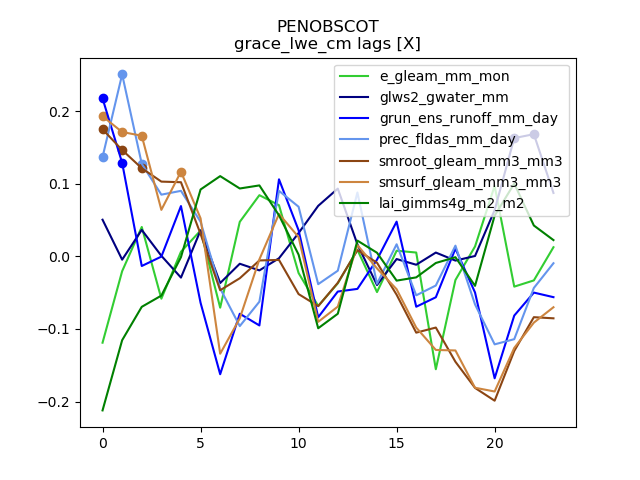 PENOBSCOT
grace_lwe_cm lags [X]
e_gleam_mm_mon
glws2_gwater_mm
grun_ens_runoff_mm_day
prec_fldas_mm_day
smroot_gleam_mm3_mm3
smsurf_gleam_mm3_mm3
lai_gimms4g_m2_m2
0.2
0.1
0.0
−0.1
−0.2
0
5
10
15
20